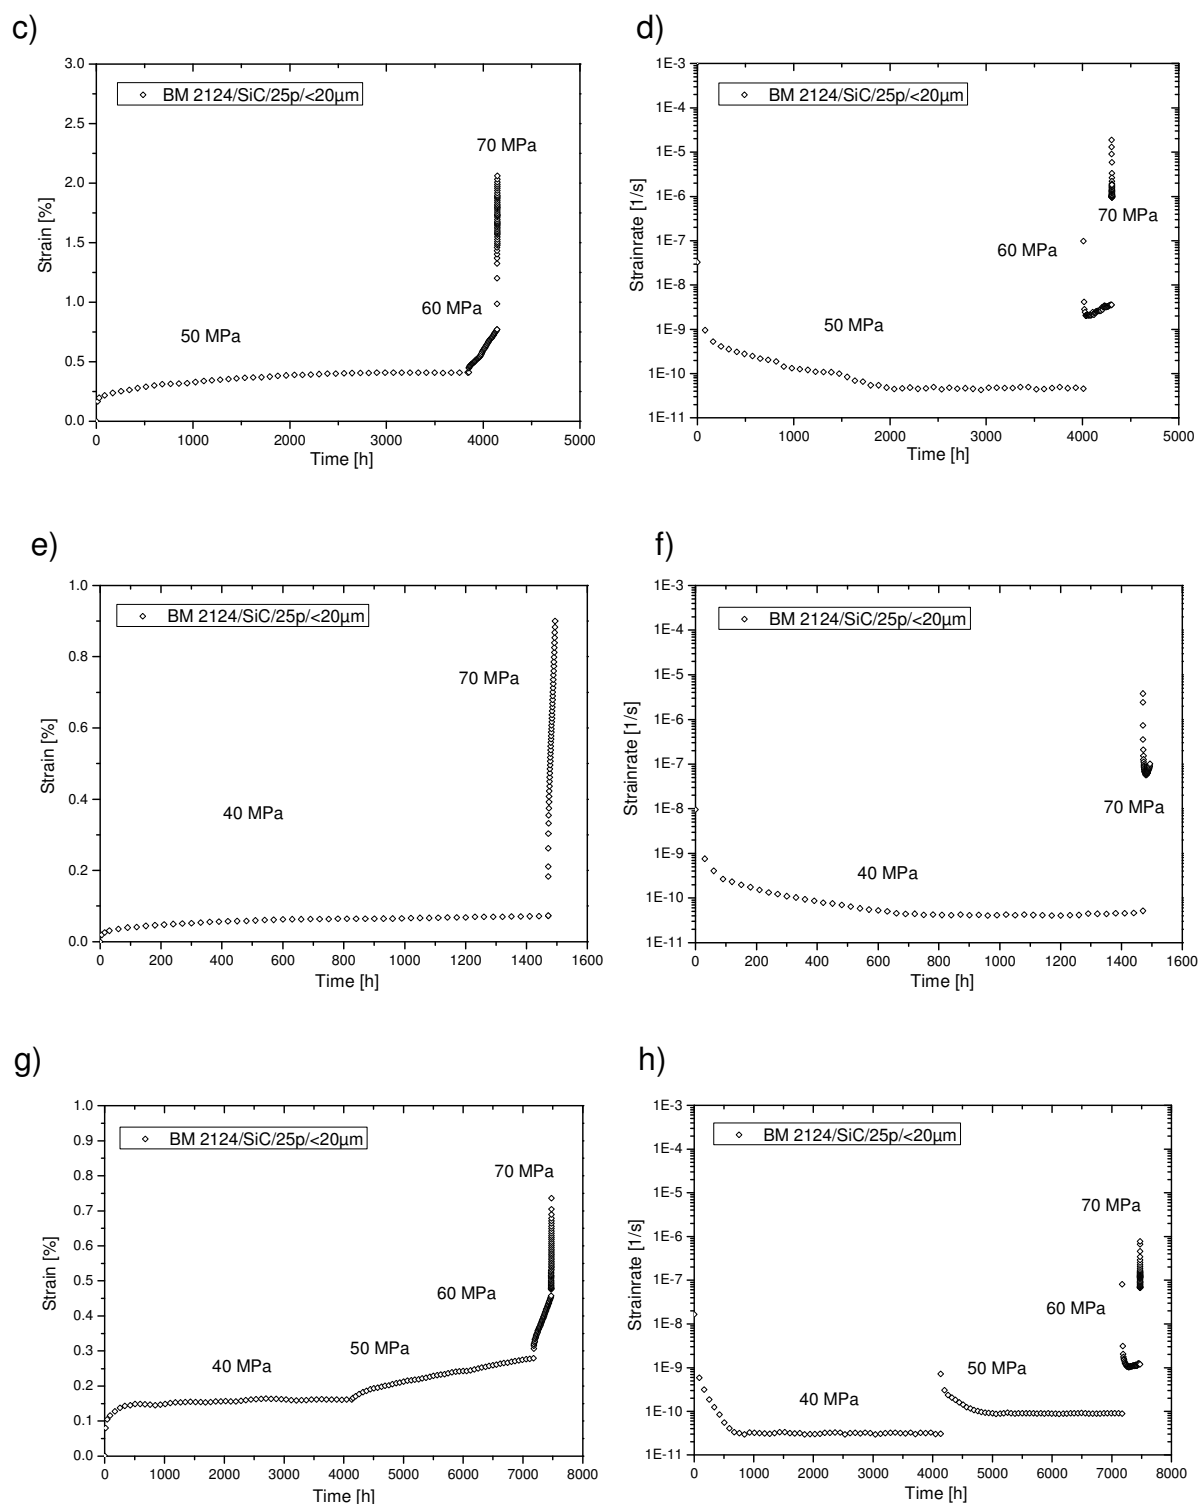 c)
3.0
2.5
2.0
1.5
1.0
0.5
0.0
Strain [%]
BM 2124/SiC/25p/<20µm
70 MPa
60 MPa
50 MPa
0 1000 2000 3000 4000 5000
Time [h]
d)
1E-3
1E-4
1E-5
1E-6
1E-7
1E-8
1E-9
1E-10
1E-11
Strainrate [1/s]
BM 2124/SiC/25p/<20µm
70 MPa
60 MPa
50 MPa
0 1000 2000 3000 4000 5000
Time [h]
e)
1.0
0.8
0.6
0.4
0.2
0.0
Strain [%]
BM 2124/SiC/25p/<20µm
70 MPa
40 MPa
0 200 400 600 800 1000 1200 1400 1600
Time [h]
f)
1E-3
1E-4
1E-5
1E-6
1E-7
1E-8
1E-9
1E-10
1E-11
Strainrate [1/s]
BM 2124/SiC/25p/<20µm
70 MPa
40 MPa
0 200 400 600 800 1000 1200 1400 1600
Time [h]
g)
1.0
0.9
0.8
0.7
0.6
0.5
0.4
0.3
0.2
0.1
0.0
Strain [%]
BM 2124/SiC/25p/<20µm
70 MPa
60 MPa
50 MPa
40 MPa
0 1000 2000 3000 4000 5000 6000 7000 8000
Time [h]
h)
1E-3
1E-4
1E-5
1E-6
1E-7
1E-8
1E-9
1E-10
1E-11
Strainrate [1/s]
BM 2124/SiC/25p/<20µm
70 MPa
60 MPa
50 MPa
40 MPa
0 1000 2000 3000 4000 5000 6000 7000 8000
Time [h]